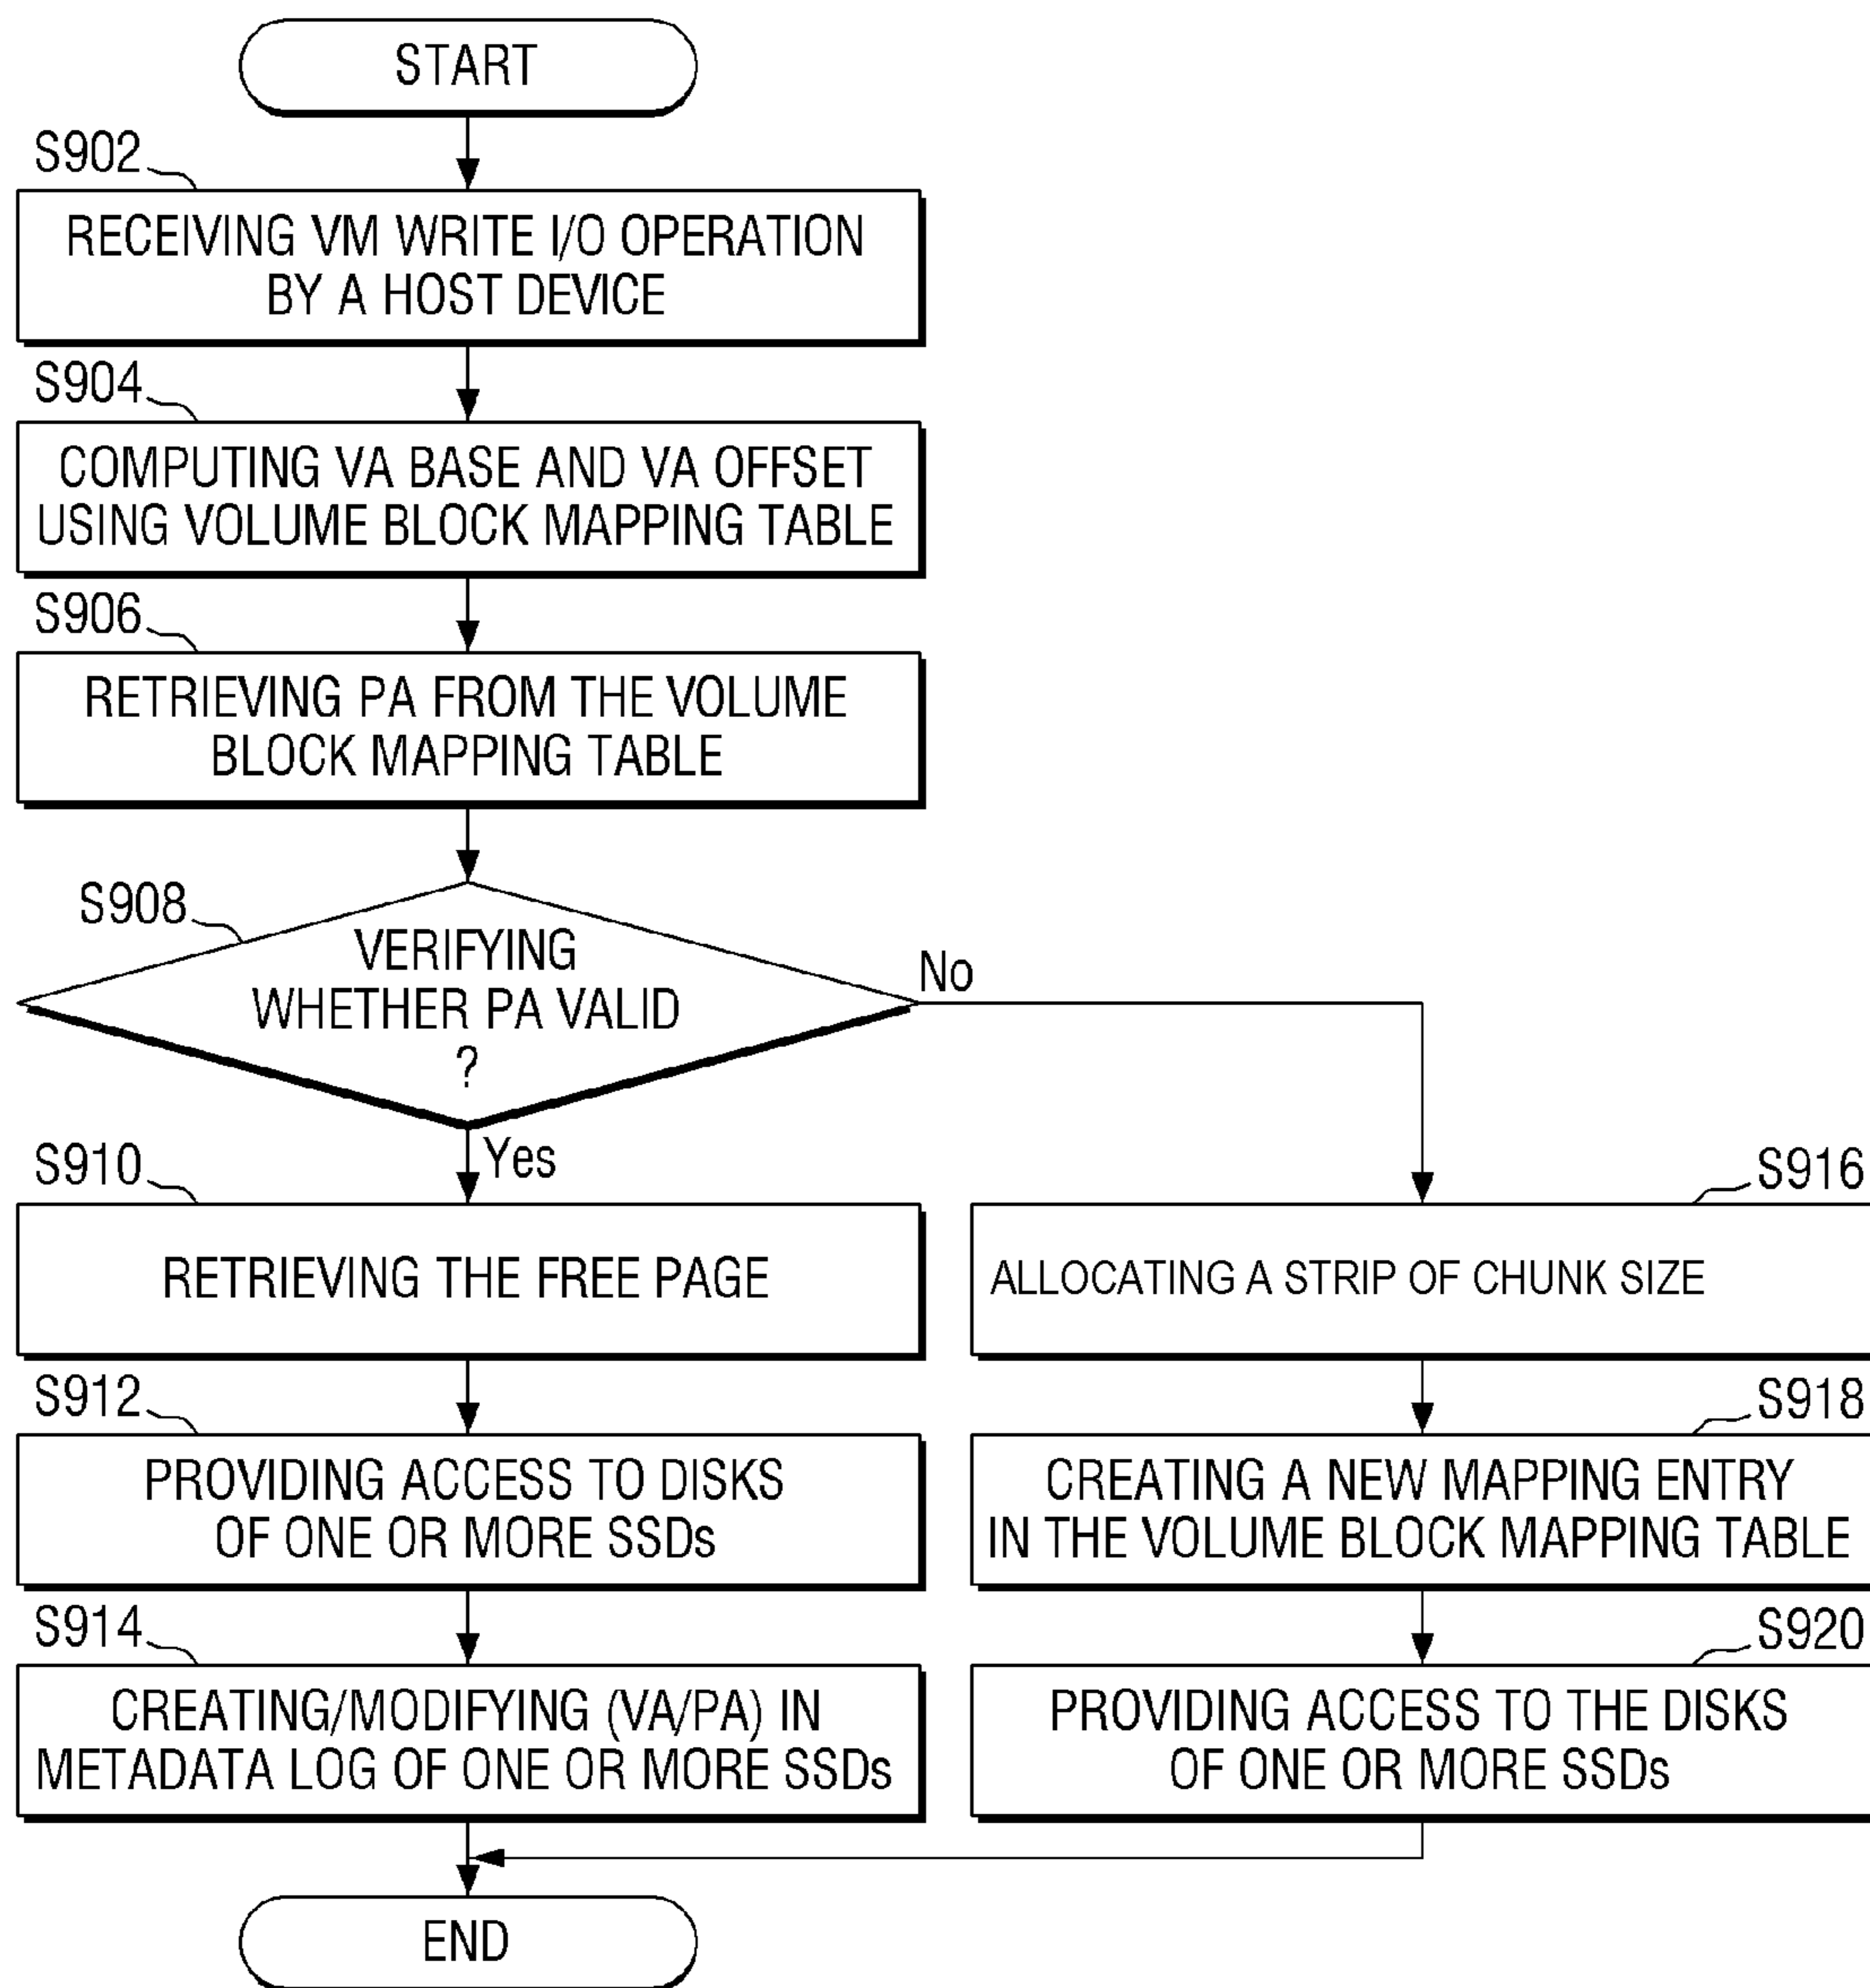 START
S902
RECEIVING VM WRITE I/O OPERATION
BY A HOST DEVICE
S904
COMPUTING VA BASE AND VA OFFSET
USING VOLUME BLOCK MAPPING TABLE
S906
RETRIEVING PA FROM THE VOLUME
BLOCK MAPPING TABLE
S908
VERIFYING
WHETHER PA VALID
?
No
Yes
S910
RETRIEVING THE FREE PAGE
S912
PROVIDING ACCESS TO DISKS
OF ONE OR MORE SSDs
S914
CREATING/MODIFYING (VA/PA) IN
METADATA LOG OF ONE OR MORE SSDs
S916
ALLOCATING A STRIP OF CHUNK SIZE
S918
CREATING A NEW MAPPING ENTRY
IN THE VOLUME BLOCK MAPPING TABLE
S920
PROVIDING ACCESS TO THE DISKS
OF ONE OR MORE SSDs
END